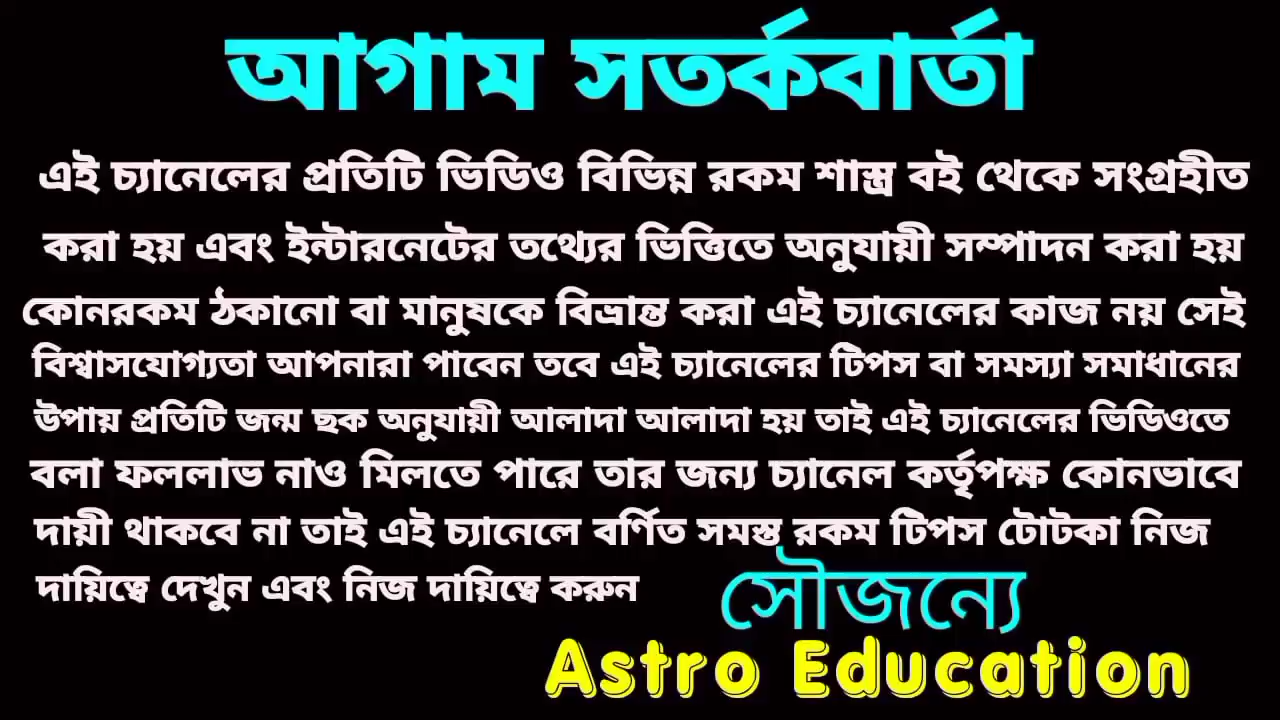 আগাম সতর্কবার্তা
এই চ্যানেলের প্রতিটি ভিডিও বিভিন্ন রকম শাস্ত্র বই থেকে সংগ্রহীত
করা হয় এবং ইন্টারনেটের তথ্যের ভিত্তিতে অনুযায়ী সম্পাদন করা হয়
কোনরকম ঠকানো বা মানুষকে বিভ্রান্ত করা এই চ্যানেলের কাজ নয় সেই
বিশ্বাসযোগ্যতা আপনারা পাবেন তবে এই চ্যানেলের টিপস বা সমস্যা সমাধানের
উপায় প্রতিটি জন্ম ছক অনুযায়ী আলাদা আলাদা হয় তাই এই চ্যানেলের ভিডিওতে
বলা ফললাভ নাও মিলতে পারে তার জন্য চ্যানেল কর্তৃপক্ষ কোনভাবে
দায়ী থাকবে না তাই এই চ্যানেলে বর্ণিত সমস্ত রকম টিপস টোটকা নিজ
দায়িত্বে দেখুন এবং নিজ দায়িত্বে করুন
সৌজন্যে
Astro Education